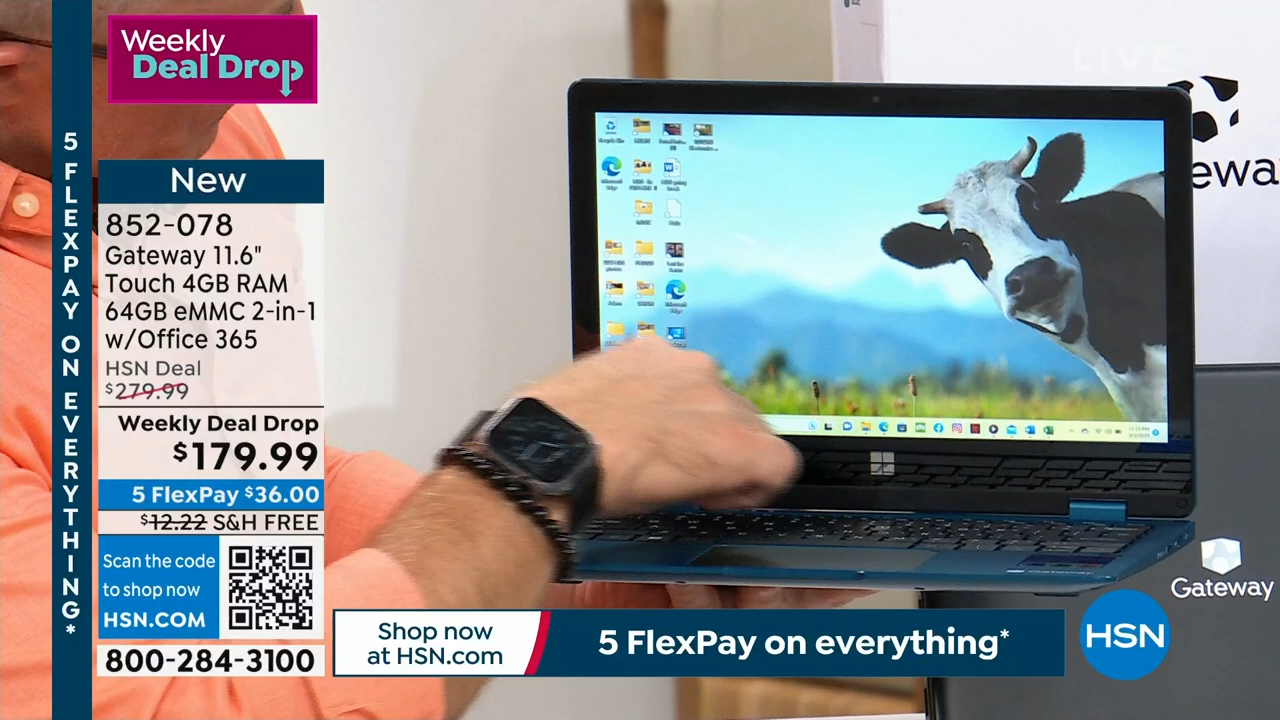 Weekly
Deal Drop
5 FLEXPAY ON EVERYTHING*
New
852-078
Gateway 11.6"
Touch 4GB RAM
64GB eMMC 2-in-1
w/Office 365
HSN Deal
$279.99
Weekly Deal Drop
$179.99
5 FlexPay $36.00
$12.22 S&H FREE
Scan the code
to shop now
HSN.COM
800-284-3100
Shop now
at HSN.com
5 FlexPay on everything*
HSN
LIVE
ewa
Gateway